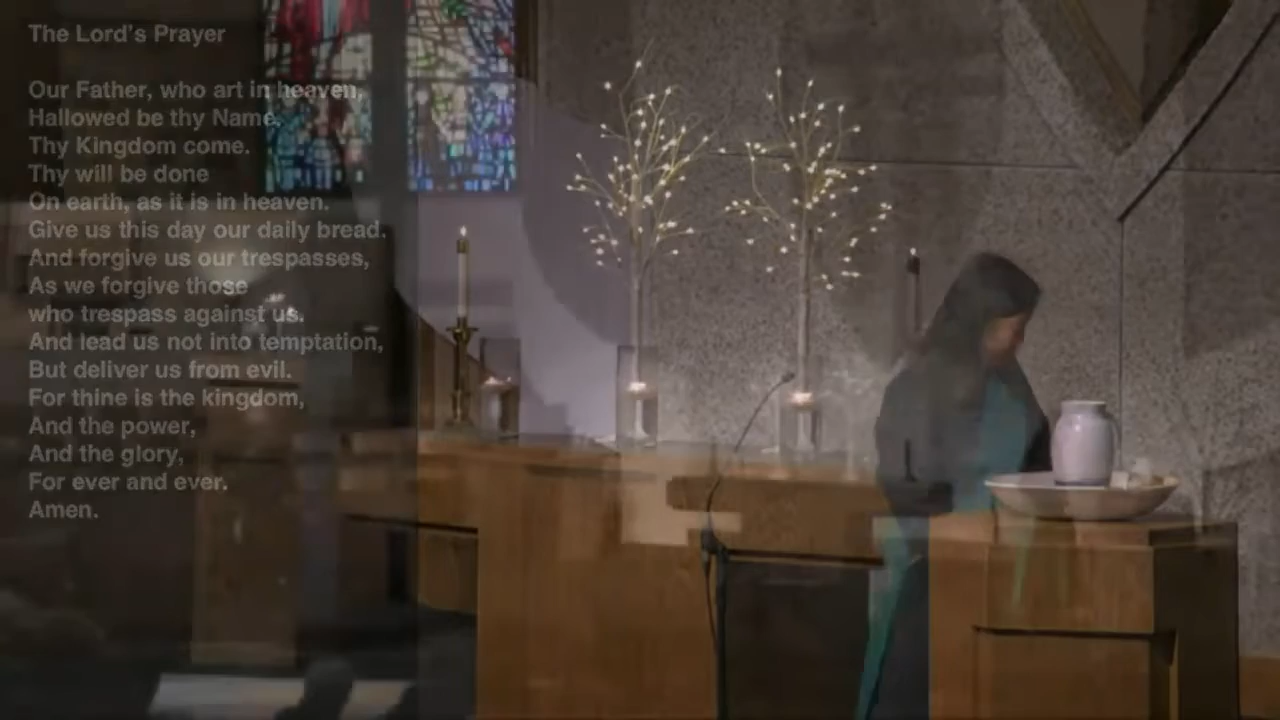 The Lord's Prayer
Our Father, who art in heaven,
Hallowed be thy Name.
Thy Kingdom come.
Thy will be done
On earth, as it is in heaven.
Give us this day our daily bread.
And forgive us our trespasses,
As we forgive those
who trespass against us.
And lead us not into temptation,
But deliver us from evil.
For thine is the kingdom,
And the power,
And the glory,
For ever and ever.
Amen.